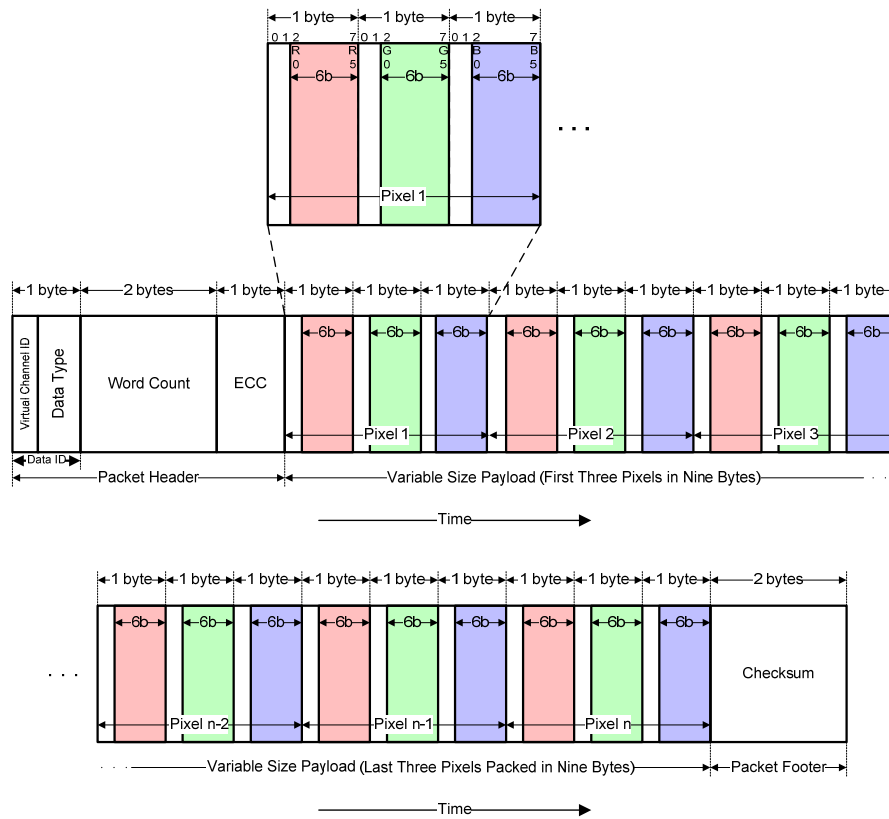 1 byte 1 byte 1 byte
0 1 2 7 0 1 2 7 0 1 2 7
R R G G B B
0 5 0 5 0 5
6b 6b 6b
. . .
Pixel 1
1 byte 2 bytes 1 byte 1 byte 1 byte 1 byte 1 byte 1 byte 1 byte 1 byte 1 byte 1 byte
6b 6b 6b 6b 6b 6b 6b 6b 6b
Virtual Channel ID
Data Type
Word Count
ECC
Pixel 1 Pixel 2 Pixel 3
Data ID
Packet Header
Variable Size Payload (First Three Pixels in Nine Bytes)
Time
1 byte 1 byte 1 byte 1 byte 1 byte 1 byte 1 byte 1 byte 1 byte 2 bytes
6b 6b 6b 6b 6b 6b 6b 6b 6b
. . .
Checksum
Pixel n-2 Pixel n-1 Pixel n
Variable Size Payload (Last Three Pixels Packed in Nine Bytes)
Packet Footer
Time